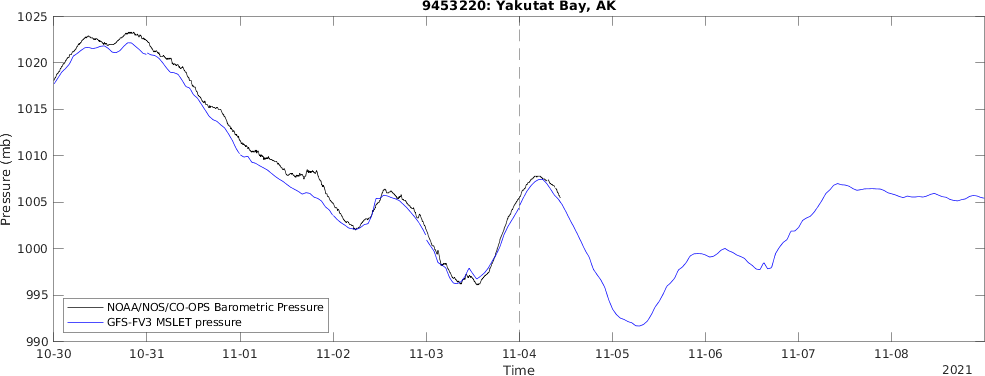 9453220: Yakutat Bay, AK
Pressure (mb)
1025
1020
1015
1010
1005
1000
995
990
NOAA/NOS/CO-OPS Barometric Pressure
GFS-FV3 MSLET pressure
10-30 10-31 11-01 11-02 11-03 11-04 11-05 11-06 11-07 11-08
Time
2021